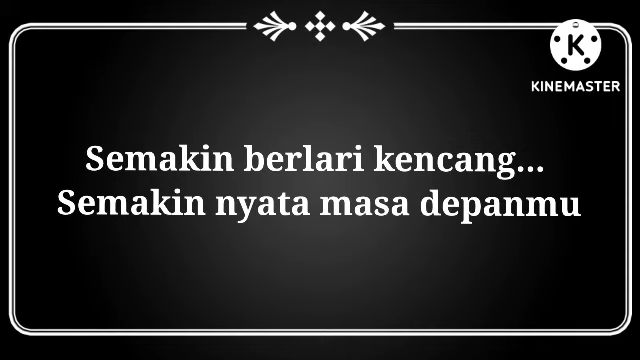 K
KINEMASTER
Semakin berlari kencang...
Semakin nyata masa depanmu